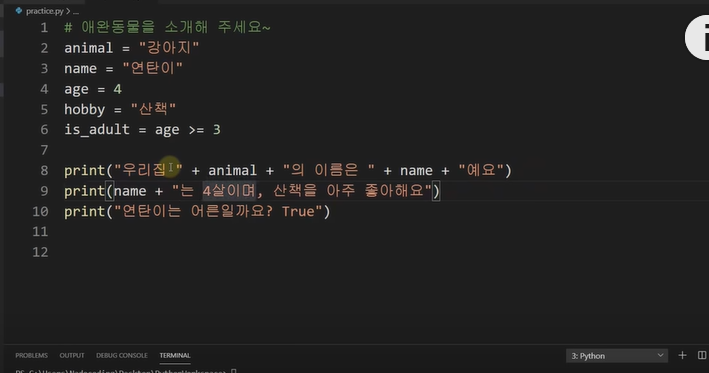 practice.py > ...
1 # 애완동물을 소개해 주세요~
2 animal = "강아지"
3 name = "연탄이"
4 age = 4
5 hobby = "산책"
6 is_adult = age >= 3
7
8 print("우리집 " + animal + "의 이름은 " + name + "예요")
9 print(name + "는 4살이며, 산책을 아주 좋아해요")
10 print("연탄이는 어른일까요? True")
11
12
PROBLEMS OUTPUT DEBUG CONSOLE TERMINAL 3: Python